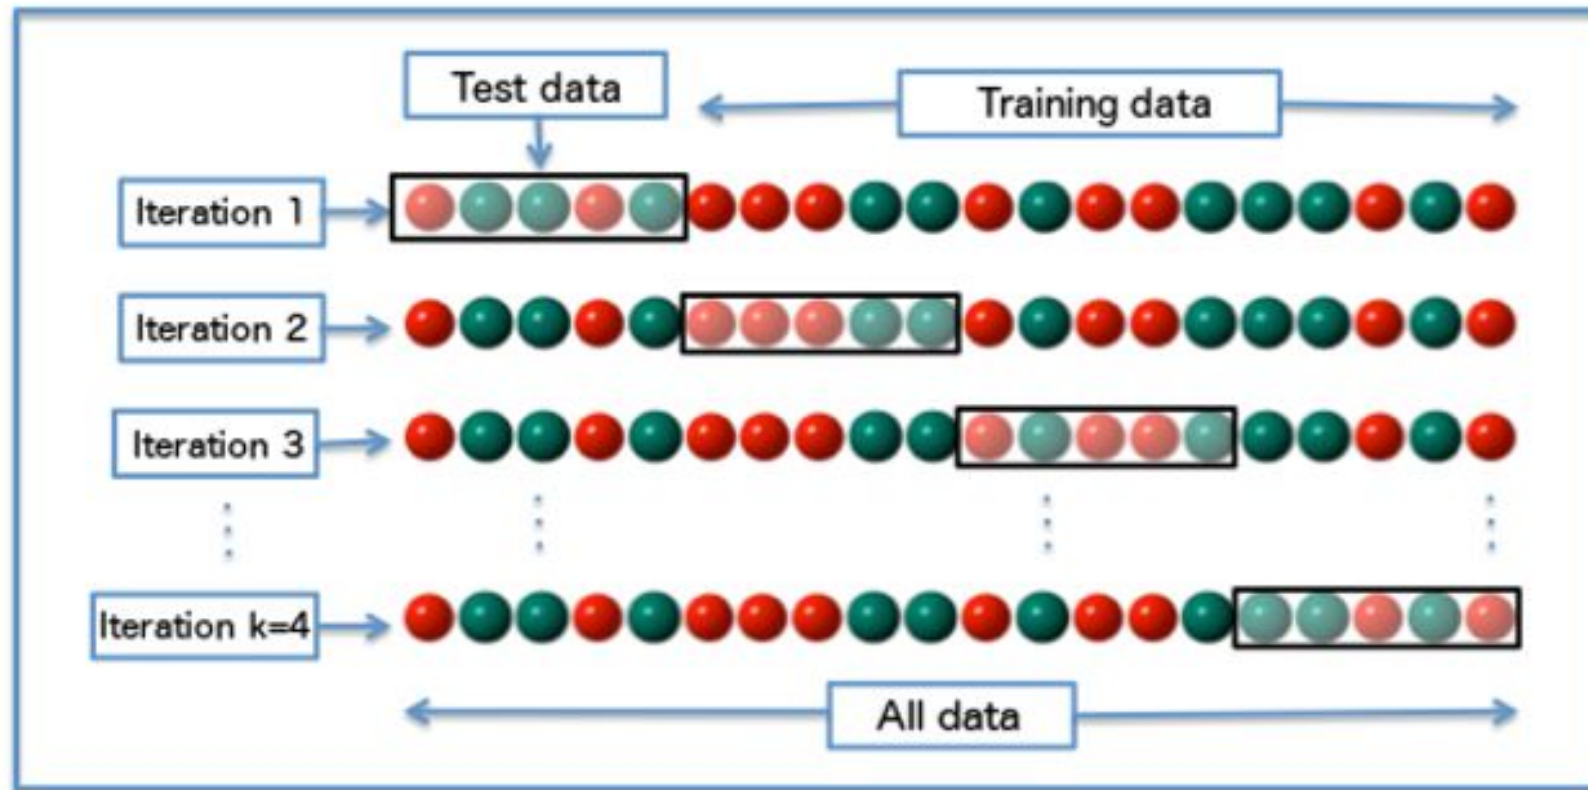 Test data
Training data
Iteration 1
Iteration 2
Iteration 3
Iteration k=4
All data